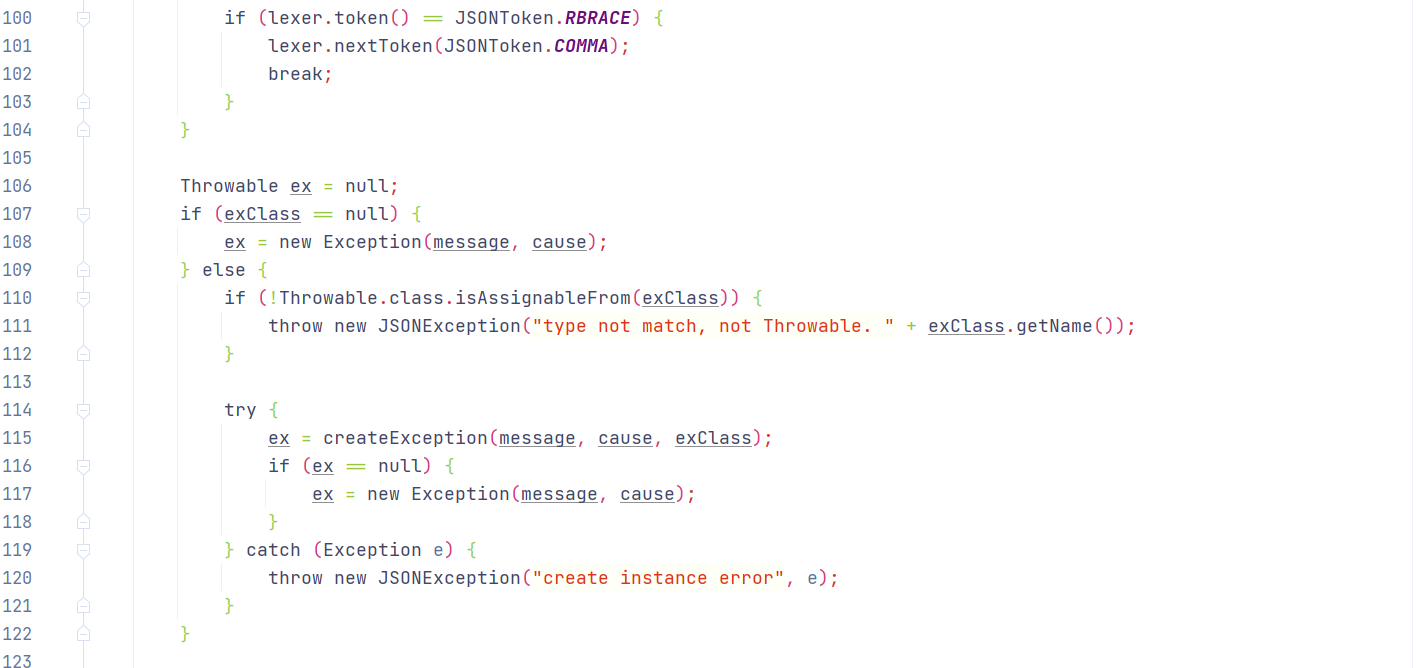 100 if (lexer.token() == JSONToken.RBRACE) {
101 lexer.nextToken(JSONToken.COMMA);
102 break;
103 }
104 }
105
106 Throwable ex = null;
107 if (exClass == null) {
108 ex = new Exception(message, cause);
109 } else {
110 if (!Throwable.class.isAssignableFrom(exClass)) {
111 throw new JSONException("type not match, not Throwable. " + exClass.getName());
112 }
113
114 try {
115 ex = createException(message, cause, exClass);
116 if (ex == null) {
117 ex = new Exception(message, cause);
118 }
119 } catch (Exception e) {
120 throw new JSONException("create instance error", e);
121 }
122 }
123